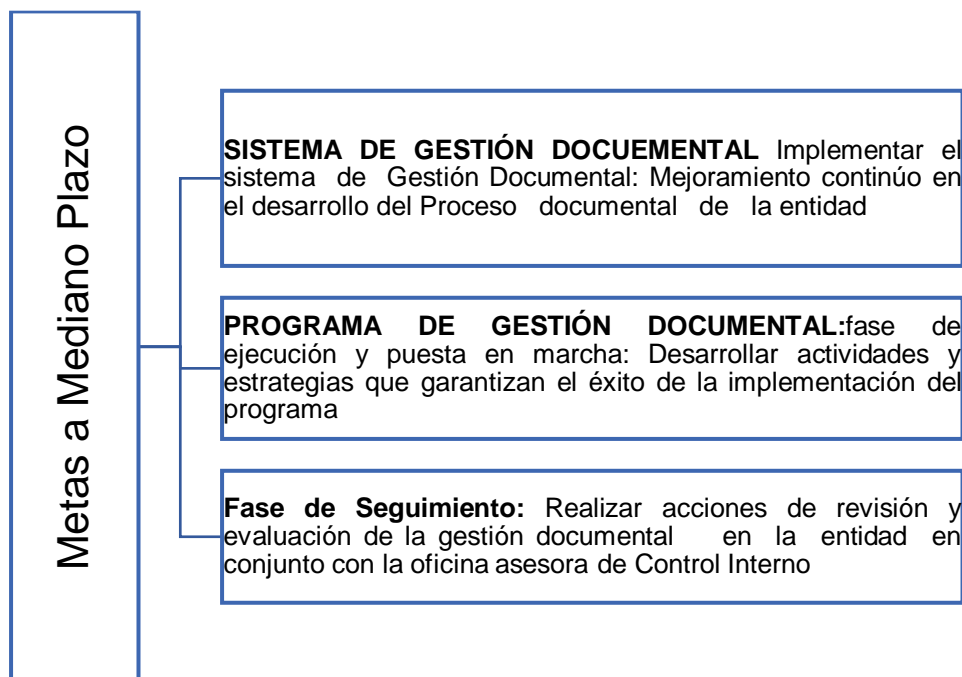 Metas a Mediano Plazo
SISTEMA DE GESTIÓN DOCUEMENTAL Implementar el
sistema de Gestión Documental: Mejoramiento continúo en
el desarrollo del Proceso documental de la entidad
PROGRAMA DE GESTIÓN DOCUMENTAL:fase de
ejecución y puesta en marcha: Desarrollar actividades y
estrategias que garantizan el éxito de la implementación del
programa
Fase de Seguimiento: Realizar acciones de revisión y
evaluación de la gestión documental en la entidad en
conjunto con la oficina asesora de Control Interno